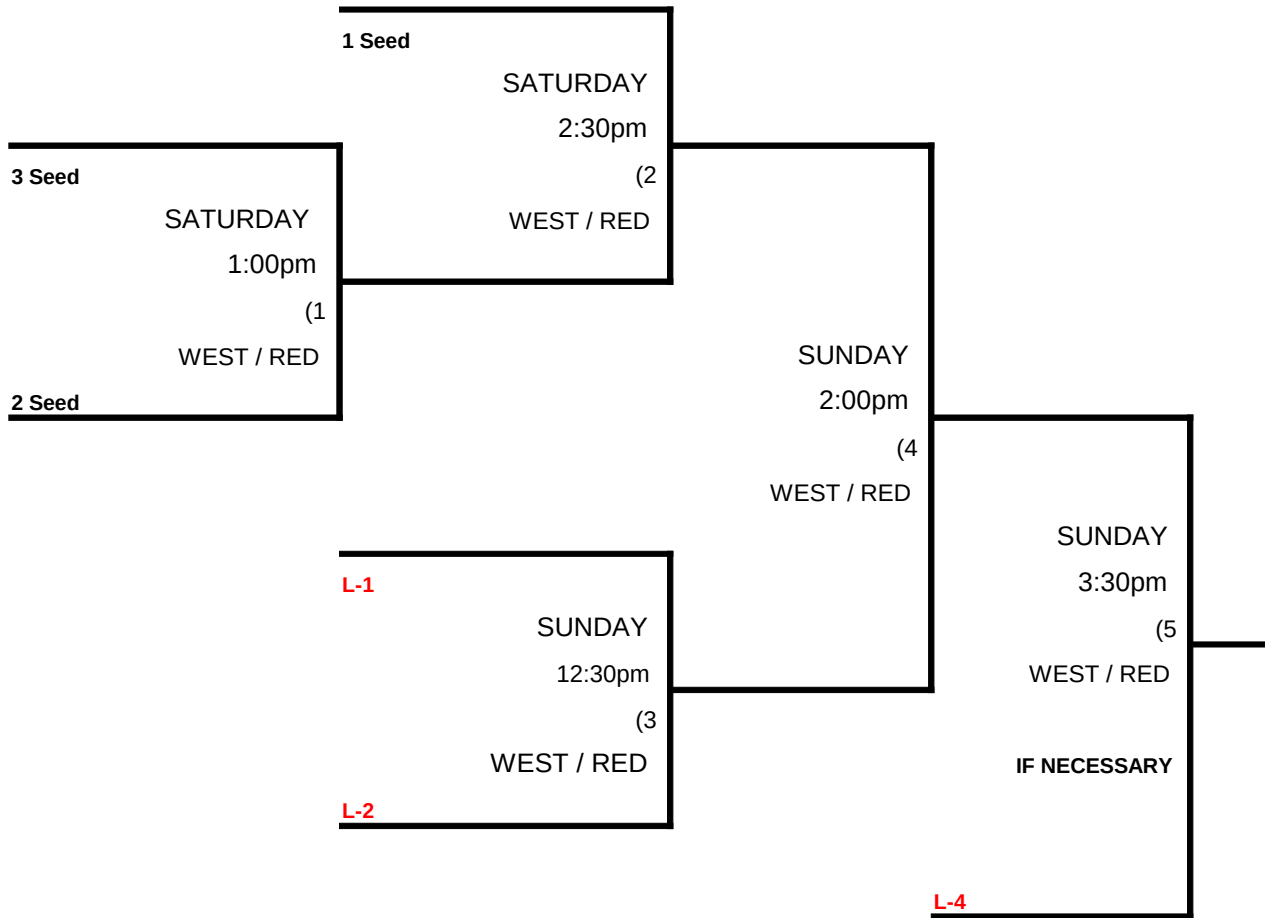 1 Seed
SATURDAY
2:30pm
(2
WEST / RED
3 Seed
SATURDAY
1:00pm
(1
WEST / RED
2 Seed
SUNDAY
2:00pm
(4
WEST / RED
L-1
SUNDAY
12:30pm
(3
WEST / RED
L-2
SUNDAY
3:30pm
(5
WEST / RED
IF NECESSARY
L-4